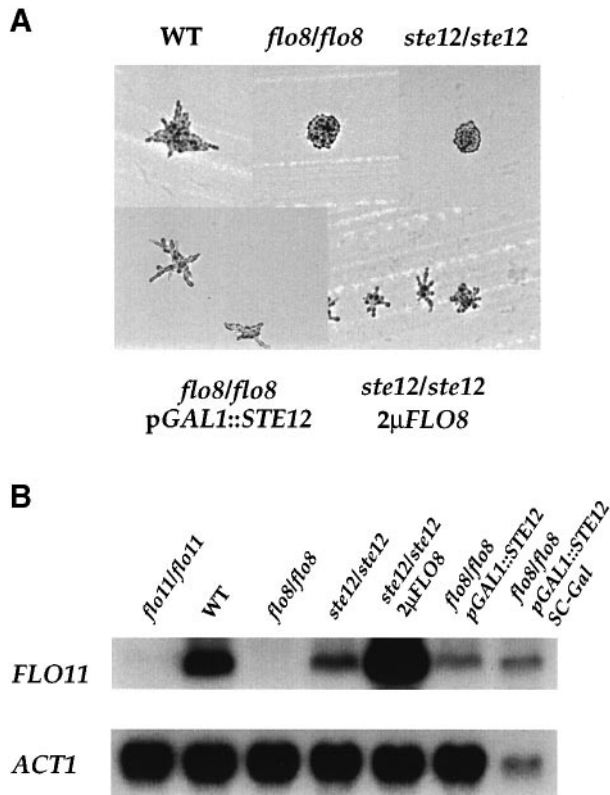 A
WT flo8/flo8 ste12/ste12
flo8/flo8
pGAL1::STE12
ste12/ste12
2μFLO8
B
flo11/flo11
WT
flo8/flo8
ste12/ste12
ste12/ste12
2μFLO8
flo8/flo8
pGAL1::STE12
flo8/flo8
pGAL1::STE12
SC-Gal
FLO11
ACT1